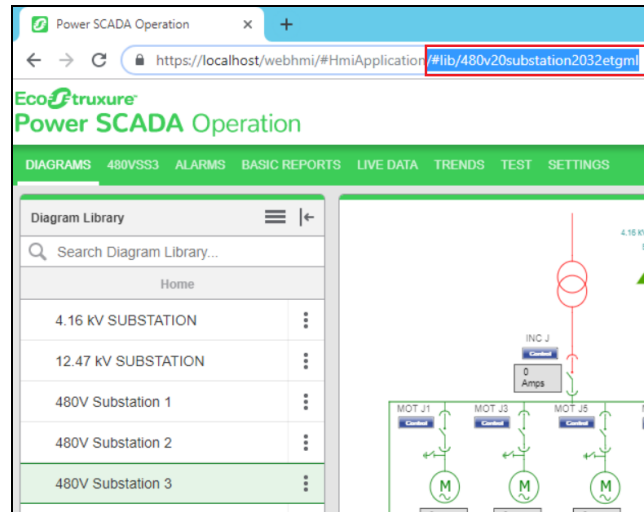 Power SCADA Operation
https://localhost/webhmi/#HmiApplication/#lib/480v20substation2032etgml
EcoStruxure™
Power SCADA Operation
DIAGRAMS 480VSS3 ALARMS BASIC REPORTS LIVE DATA TRENDS TEST SETTINGS
Diagram Library
Search Diagram Library...
Home
4.16 kV SUBSTATION
12.47 kV SUBSTATION
480V Substation 1
480V Substation 2
480V Substation 3
INC J
Control
0
Amps
MOT J1 MOT J3 MOT J5
Control Control Control
M M M